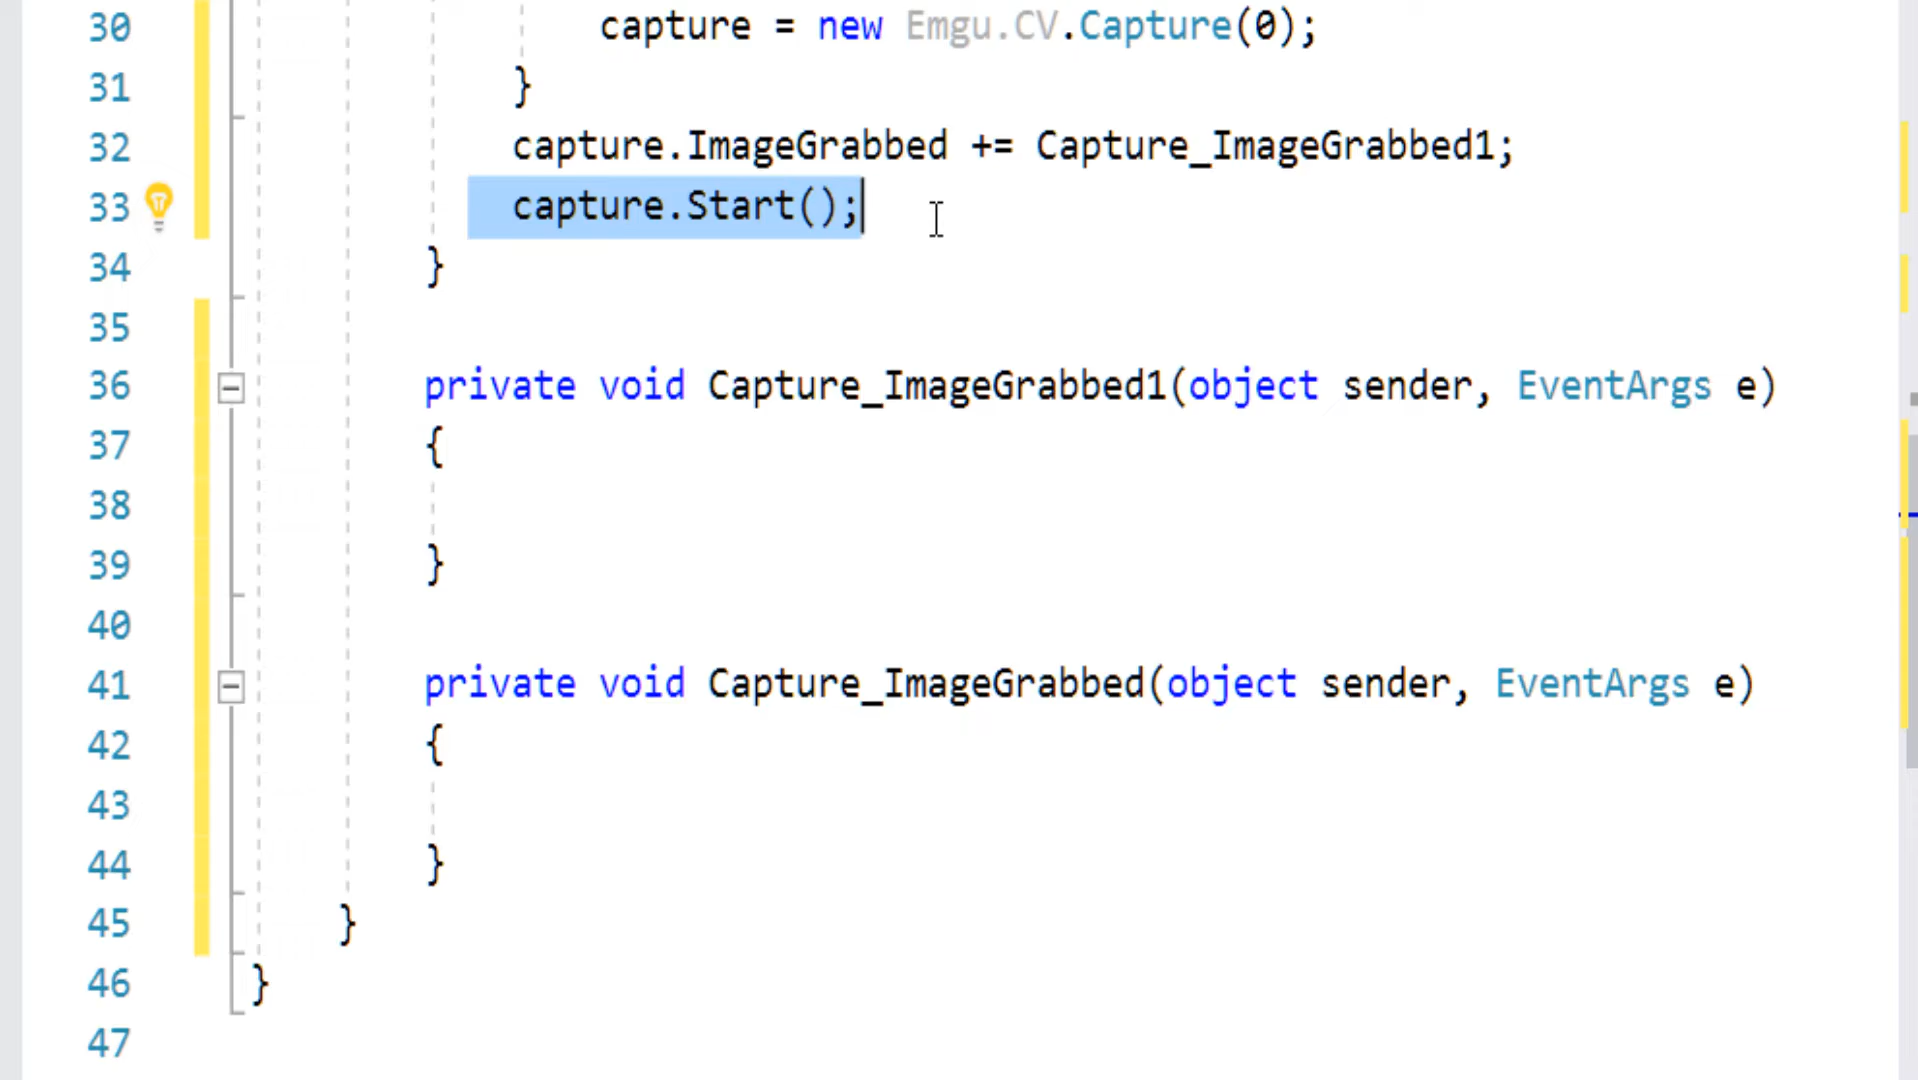 30 capture = new Emgu.CV.Capture(0);
31 }
32 capture.ImageGrabbed += Capture_ImageGrabbed1;
33 capture.Start();
34 }
35
36 private void Capture_ImageGrabbed1(object sender, EventArgs e)
37 {
38
39 }
40
41 private void Capture_ImageGrabbed(object sender, EventArgs e)
42 {
43
44 }
45 }
46 }
47